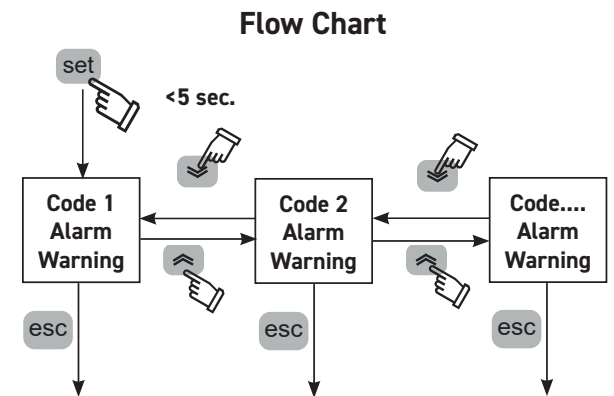 Flow Chart
set
<5 sec.
Code 1
Alarm
Warning
Code 2
Alarm
Warning
Code....
Alarm
Warning
esc
esc
esc